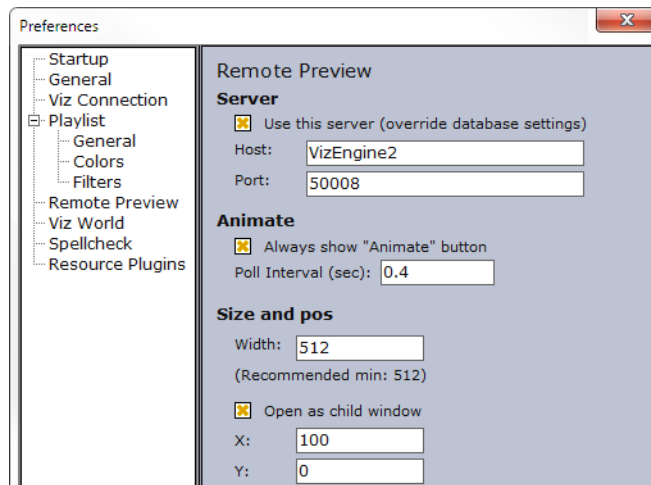 Preferences
Startup
General
Viz Connection
Playlist
General
Colors
Filters
Remote Preview
Viz World
Spellcheck
Resource Plugins
Remote Preview
Server
Use this server (override database settings)
Host: VizEngine2
Port: 50008
Animate
Always show "Animate" button
Poll Interval (sec): 0.4
Size and pos
Width: 512
(Recommended min: 512)
Open as child window
X: 100
Y: 0